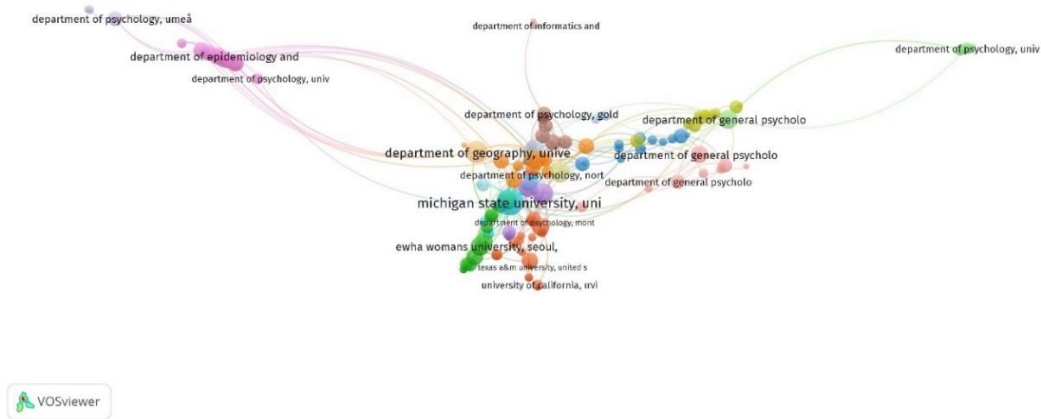 department of psychology, umeå
department of informatics and
department of psychology, univ
department of epidemiology and
department of psychology, univ
department of psychology, gold
department of general psycholo
department of geography, unive
department of general psycholo
department of psychology, nort
department of general psycholo
michigan state university, uni
department of psychology, mont
ewha womans university, seoul,
texas a&m university, united s
university of california, irvi
VOSviewer